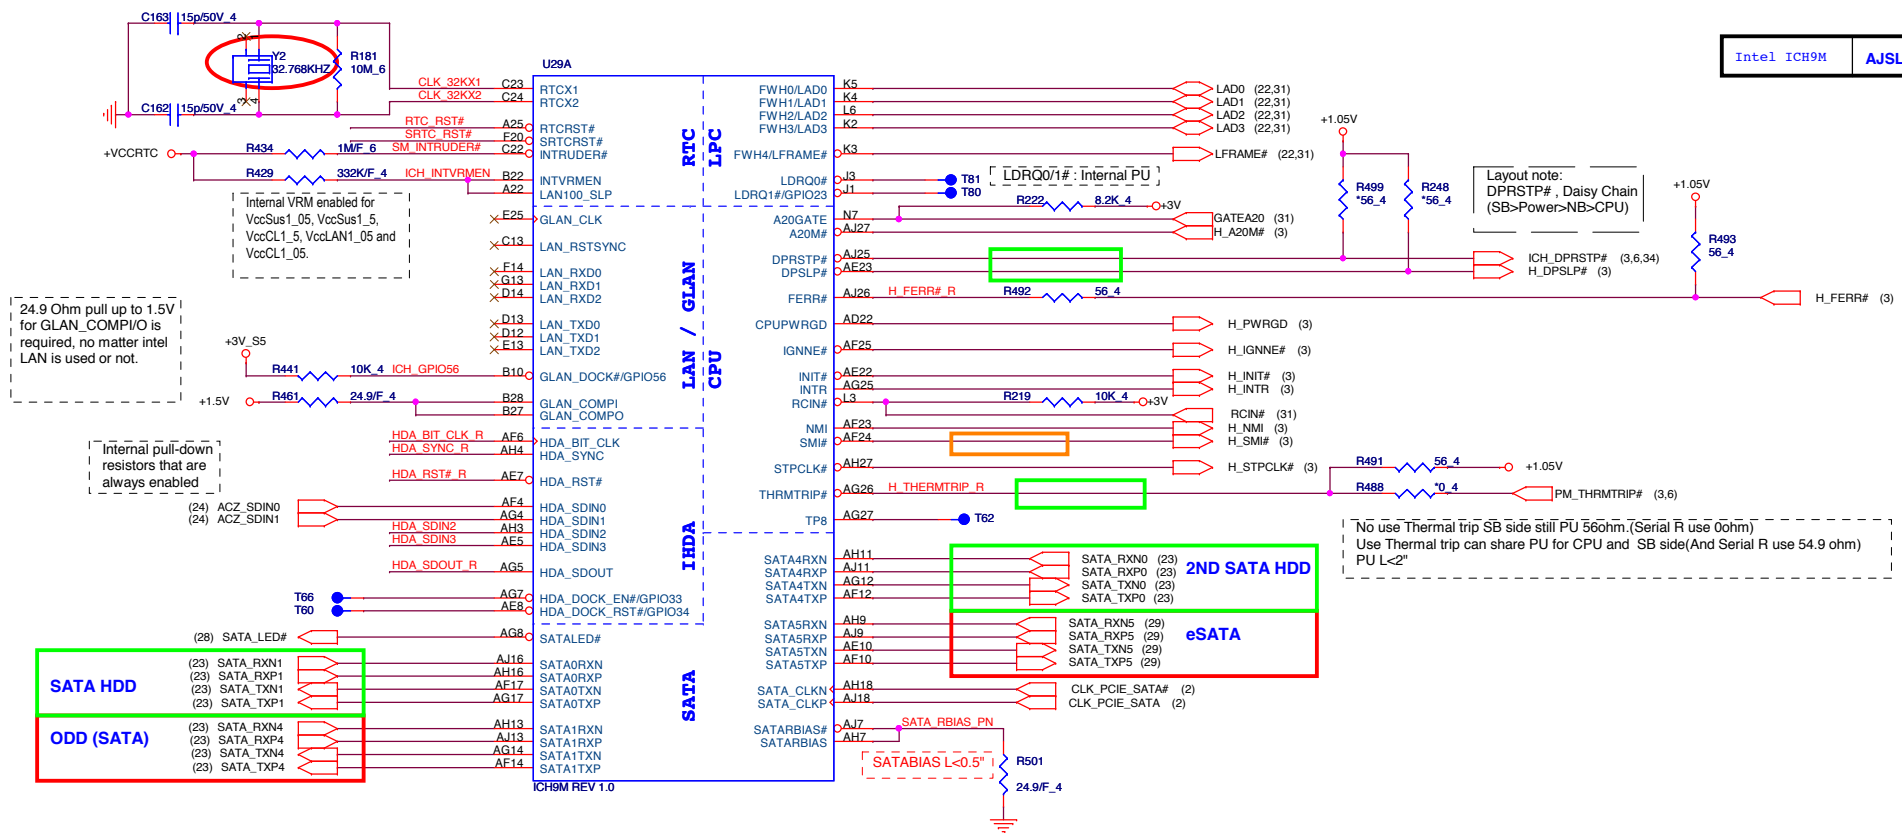 C163 15p/50V_4
2 1
Y2
32.768KHZ
3 4
R181
10M_6
C162 15p/50V_4
Intel ICH9M AJSL
U29A
CLK_32KX1 C23 RTCX1
CLK_32KX2 C24 RTCX2
RTC_RST# A25 RTCRST#
SRTC_RST# F20 SRTCRST#
+VCCRTC R434 1M/F_6 SM_INTRUDER# C22 INTRUDER#
R429 332K/F_4 ICH_INTVRMEN B22 INTVRMEN
A22 LAN100_SLP
Internal VRM enabled for
VccSus1_05, VccSus1_5,
VccCL1_5, VccLAN1_05 and
VccCL1_05.
E25 GLAN_CLK
C13 LAN_RSTSYNC
F14 LAN_RXD0
G13 LAN_RXD1
D14 LAN_RXD2
D13 LAN_TXD0
D12 LAN_TXD1
E13 LAN_TXD2
24.9 Ohm pull up to 1.5V
for GLAN_COMPI/O is
required, no matter intel
LAN is used or not.
+3V_S5
R441 10K_4 ICH_GPIO56 B10 GLAN_DOCK#/GPIO56
+1.5V R461 24.9/F_4 B28 GLAN_COMPI
B27 GLAN_COMPO
HDA_BIT_CLK_R AF6 HDA_BIT_CLK
HDA_SYNC_R AH4 HDA_SYNC
Internal pull-down
resistors that are
always enabled
HDA_RST#_R AE7 HDA_RST#
(24) ACZ_SDIN0 AF4 HDA_SDIN0
(24) ACZ_SDIN1 AG4 HDA_SDIN1
HDA_SDIN2 AH3 HDA_SDIN2
HDA_SDIN3 AE5 HDA_SDIN3
HDA_SDOUT_R AG5 HDA_SDOUT
T66 AG7 HDA_DOCK_EN#/GPIO33
T60 AE8 HDA_DOCK_RST#/GPIO34
(28) SATA_LED# AG8 SATALED#
SATA HDD
(23) SATA_RXN1 AJ16 SATA0RXN
(23) SATA_RXP1 AH16 SATA0RXP
(23) SATA_TXN1 AF17 SATA0TXN
(23) SATA_TXP1 AG17 SATA0TXP
ODD (SATA)
(23) SATA_RXN4 AH13 SATA1RXN
(23) SATA_RXP4 AJ13 SATA1RXP
(23) SATA_TXN4 AG14 SATA1TXN
(23) SATA_TXP4 AF14 SATA1TXP
ICH9M REV 1.0
RTC
LPC
LAN / GLAN
CPU
IHDA
SATA
FWH0/LAD0 K5 LAD0 (22,31)
FWH1/LAD1 K4 LAD1 (22,31)
FWH2/LAD2 L6 LAD2 (22,31)
FWH3/LAD3 K2 LAD3 (22,31)
FWH4/LFRAME# K3 LFRAME# (22,31)
LDRQ0# J3 T81
LDRQ1#/GPIO23 J1 T80
LDRQ0/1# : Internal PU
R222 8.2K_4 +3V
A20GATE N7 GATEA20 (31)
A20M# AJ27 H_A20M# (3)
+1.05V
R499
*56_4
R248
*56_4
Layout note:
DPRSTP# , Daisy Chain
(SB>Power>NB>CPU)
+1.05V
R493
56_4
DPRSTP# AJ25 ICH_DPRSTP# (3,6,34)
DPSLP# AE23 H_DPSLP# (3)
FERR# AJ26 H_FERR#_R R492 56_4 H_FERR# (3)
CPUPWRGD AD22 H_PWRGD (3)
IGNNE# AF25 H_IGNNE# (3)
INIT# AE22 H_INIT# (3)
INTR AG25 H_INTR (3)
RCIN# L3 R219 10K_4 +3V
RCIN# (31)
NMI AF23 H_NMI (3)
SMI# AF24 H_SMI# (3)
STPCLK# AH27 H_STPCLK# (3)
R491 56_4 +1.05V
THRMTRIP# AG26 H_THERMTRIP_R R488 *0_4 PM_THRMTRIP# (3,6)
TP8 AG27 T62
No use Thermal trip SB side still PU 56ohm.(Serial R use 0ohm)
Use Thermal trip can share PU for CPU and SB side(And Serial R use 54.9 ohm)
PU L<2"
SATA4RXN AH11 SATA_RXN0 (23)
SATA4RXP AJ11 SATA_RXP0 (23)
SATA4TXN AG12 SATA_TXN0 (23)
SATA4TXP AF12 SATA_TXP0 (23)
2ND SATA HDD
SATA5RXN AH9 SATA_RXN5 (29)
SATA5RXP AJ9 SATA_RXP5 (29)
SATA5TXN AE10 SATA_TXN5 (29)
SATA5TXP AF10 SATA_TXP5 (29)
eSATA
SATA_CLKN AH18 CLK_PCIE_SATA# (2)
SATA_CLKP AJ18 CLK_PCIE_SATA (2)
SATARBIAS# AJ7 SATA_RBIAS_PN
SATARBIAS AH7
SATABIAS L<0.5"
R501
24.9/F_4